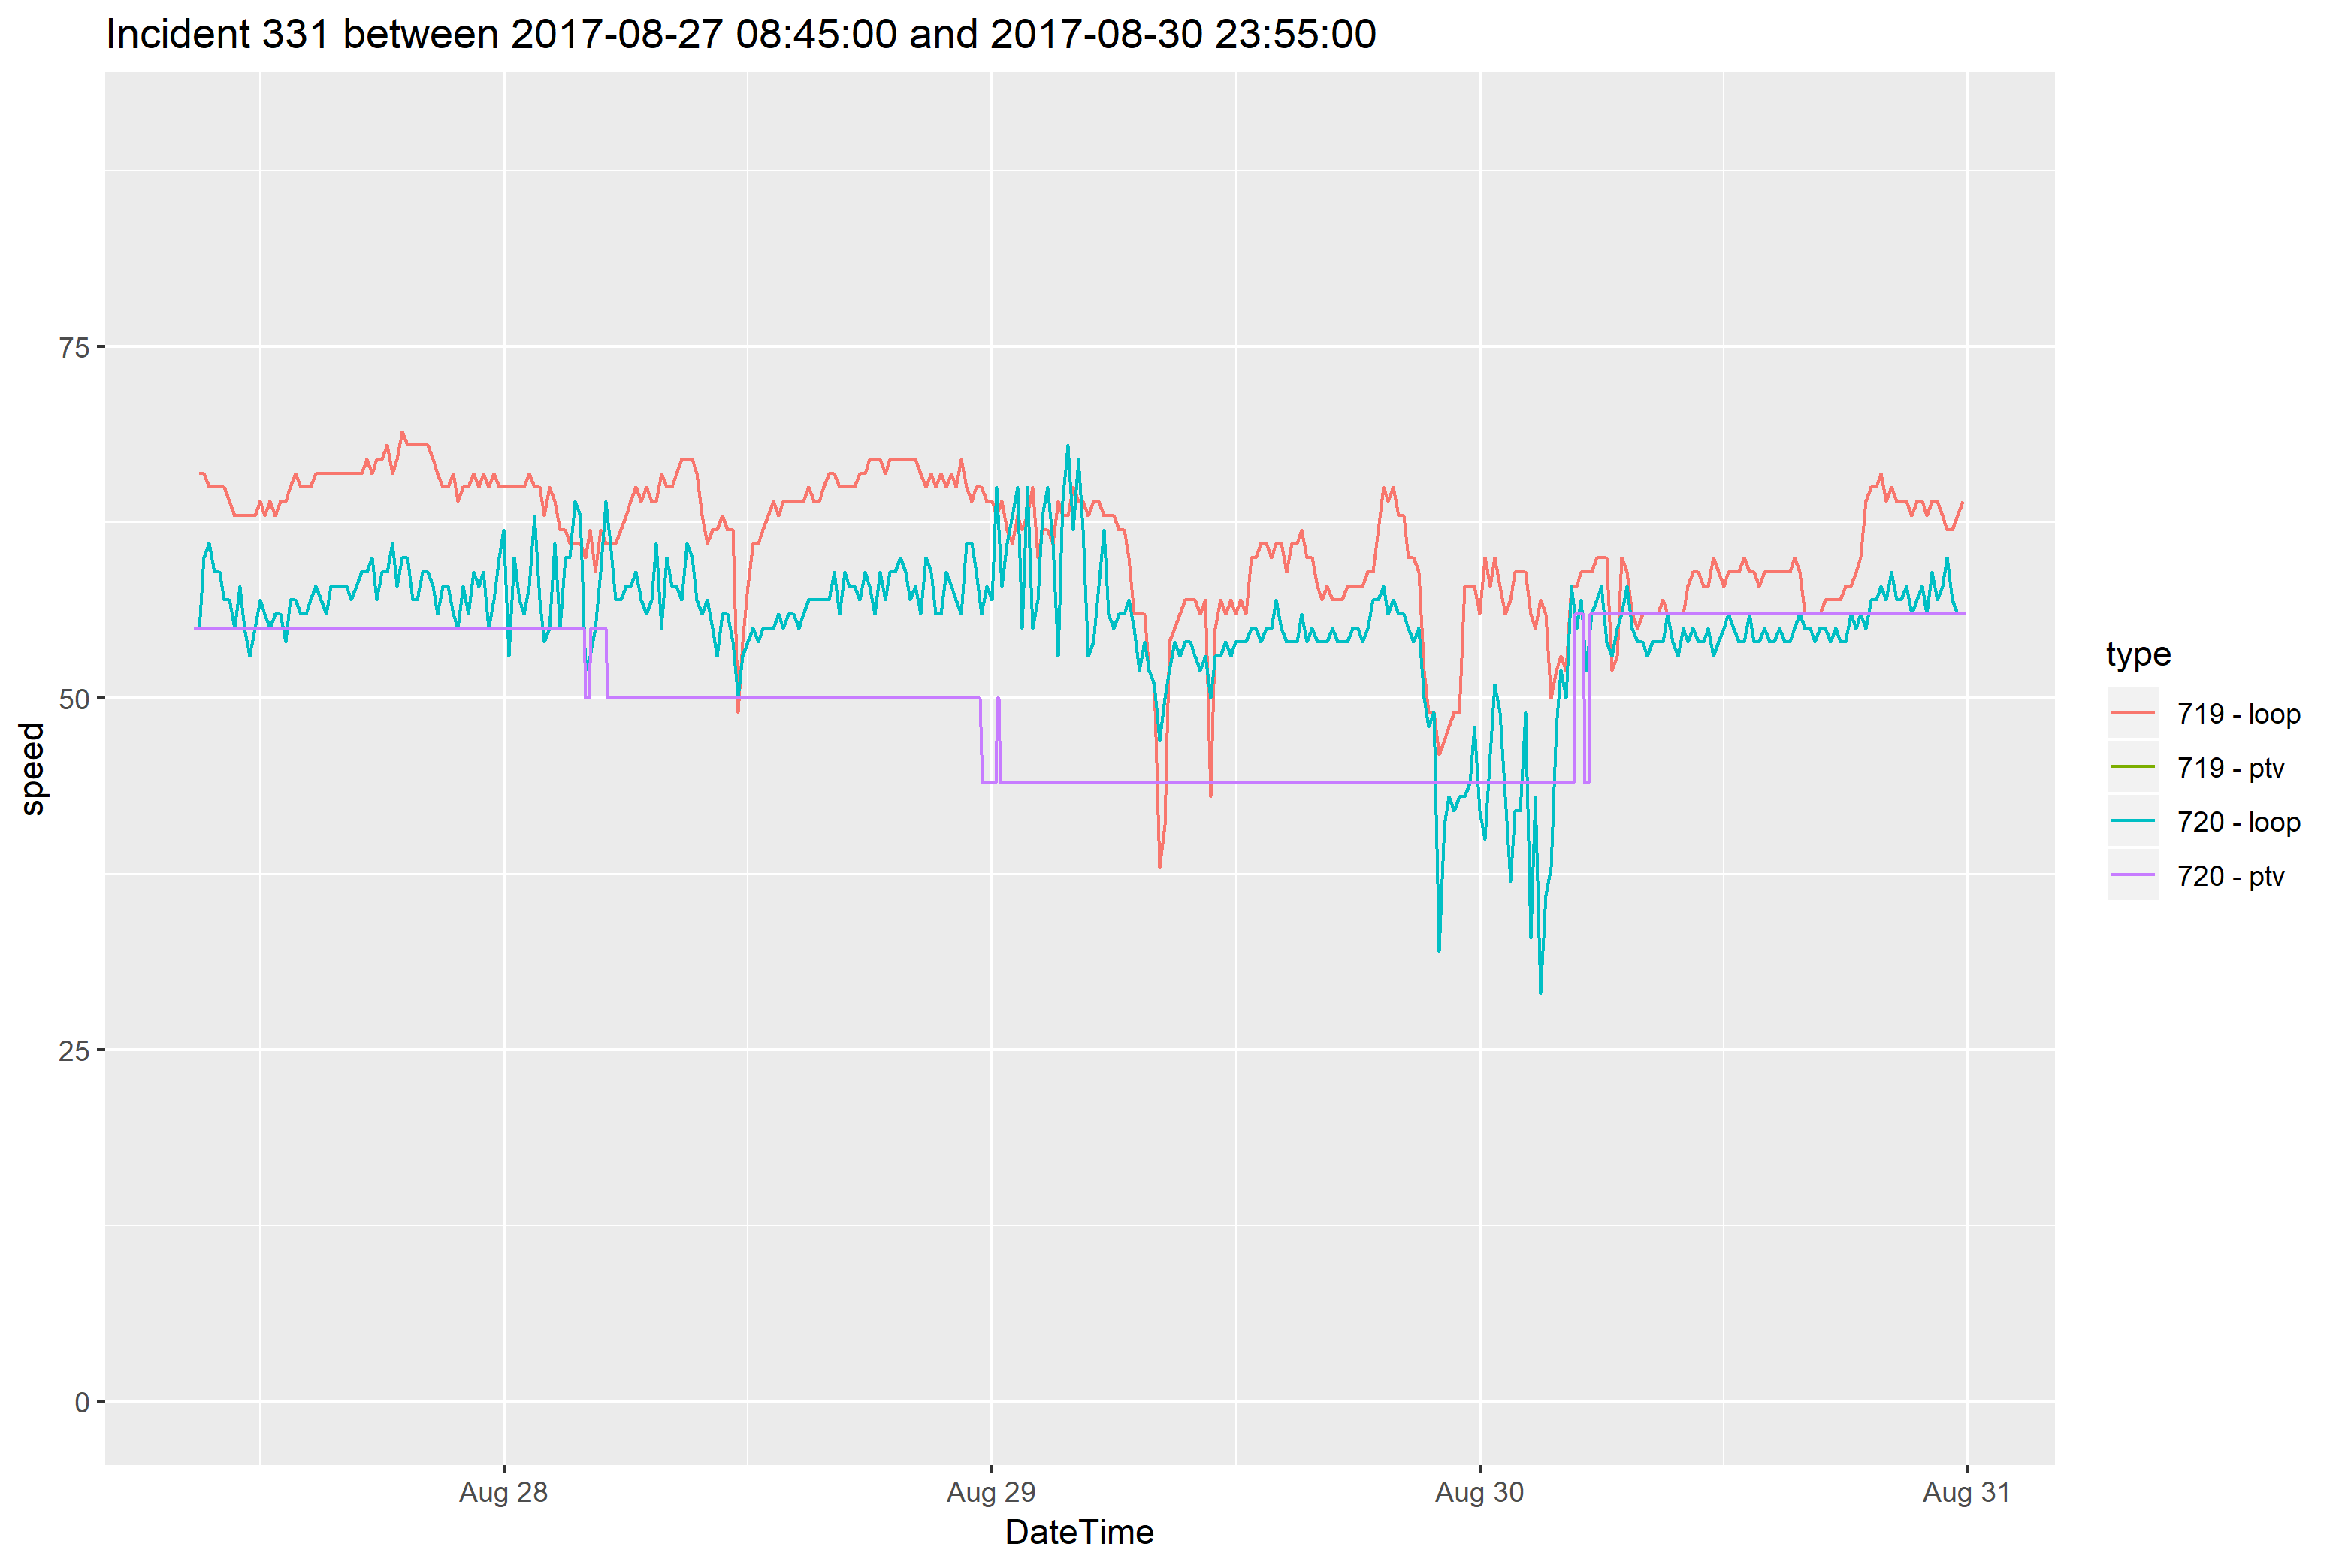 Incident 331 between 2017-08-27 08:45:00 and 2017-08-30 23:55:00
75
50
25
0
speed
Aug 28
Aug 29
Aug 30
Aug 31
DateTime
type
719 - loop
719 - ptv
720 - loop
720 - ptv